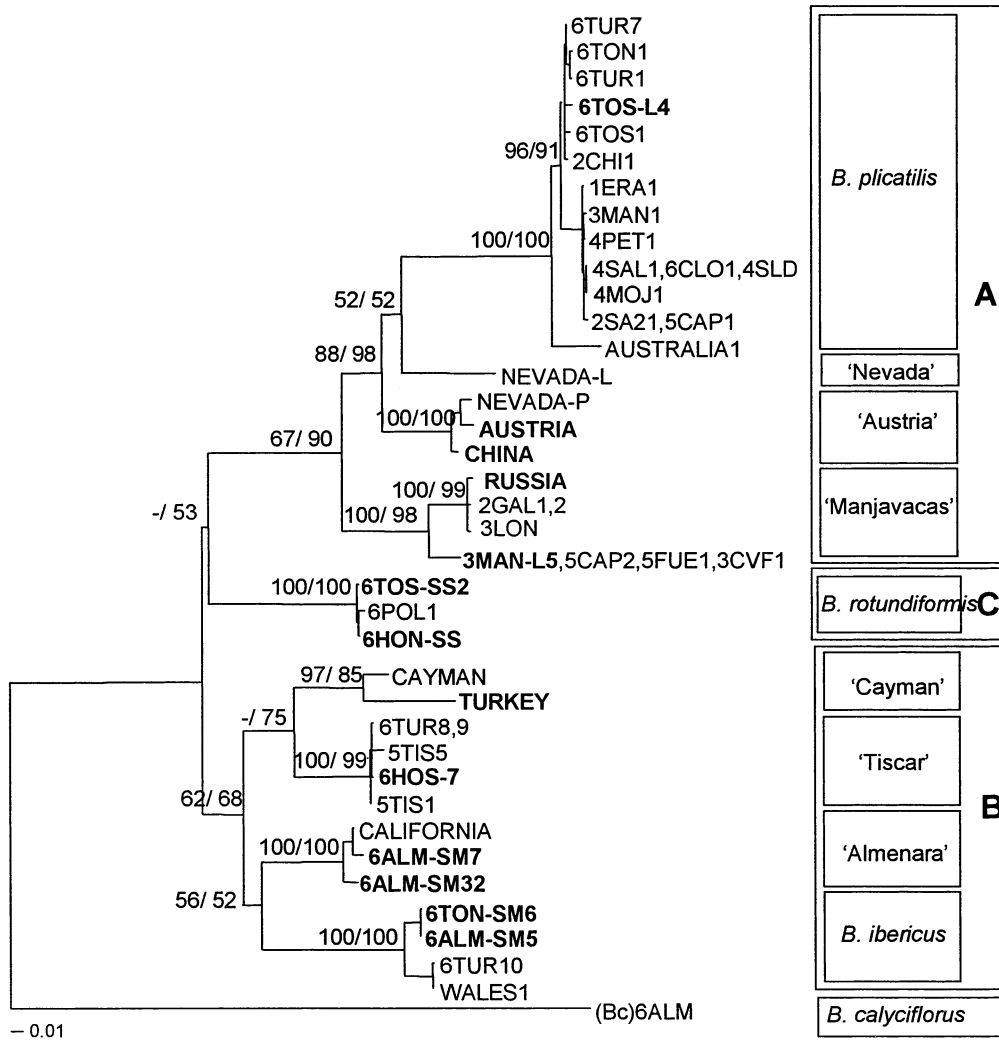 6TUR7
6TON1
6TUR1
6TOS-L4
6TOS1
96/91
2CHI1
B. plicatilis
1ERA1
3MAN1
4PET1
100/100
4SAL1,6CLO1,4SLD
4MOJ1
A
52/ 52
2SA21,5CAP1
AUSTRALIA1
88/ 98
NEVADA-L
‘Nevada’
NEVADA-P
100/100
AUSTRIA
‘Austria’
67/ 90
CHINA
RUSSIA
100/ 99
2GAL1,2
‘Manjavacas’
-/ 53
100/ 98
3LON
3MAN-L5,5CAP2,5FUE1,3CVF1
100/100
6TOS-SS2
6POL1
B. rotundiformis
C
6HON-SS
97/ 85
CAYMAN
‘Cayman’
TURKEY
-/ 75
6TUR8,9
5TIS5
100/ 99
6HOS-7
‘Tiscar’
5TIS1
62/ 68
B
CALIFORNIA
100/100
6ALM-SM7
‘Almenara’
6ALM-SM32
56/ 52
6TON-SM6
100/100
6ALM-SM5
B. ibericus
6TUR10
WALES1
(Bc)6ALM
B. calyciflorus
0.01